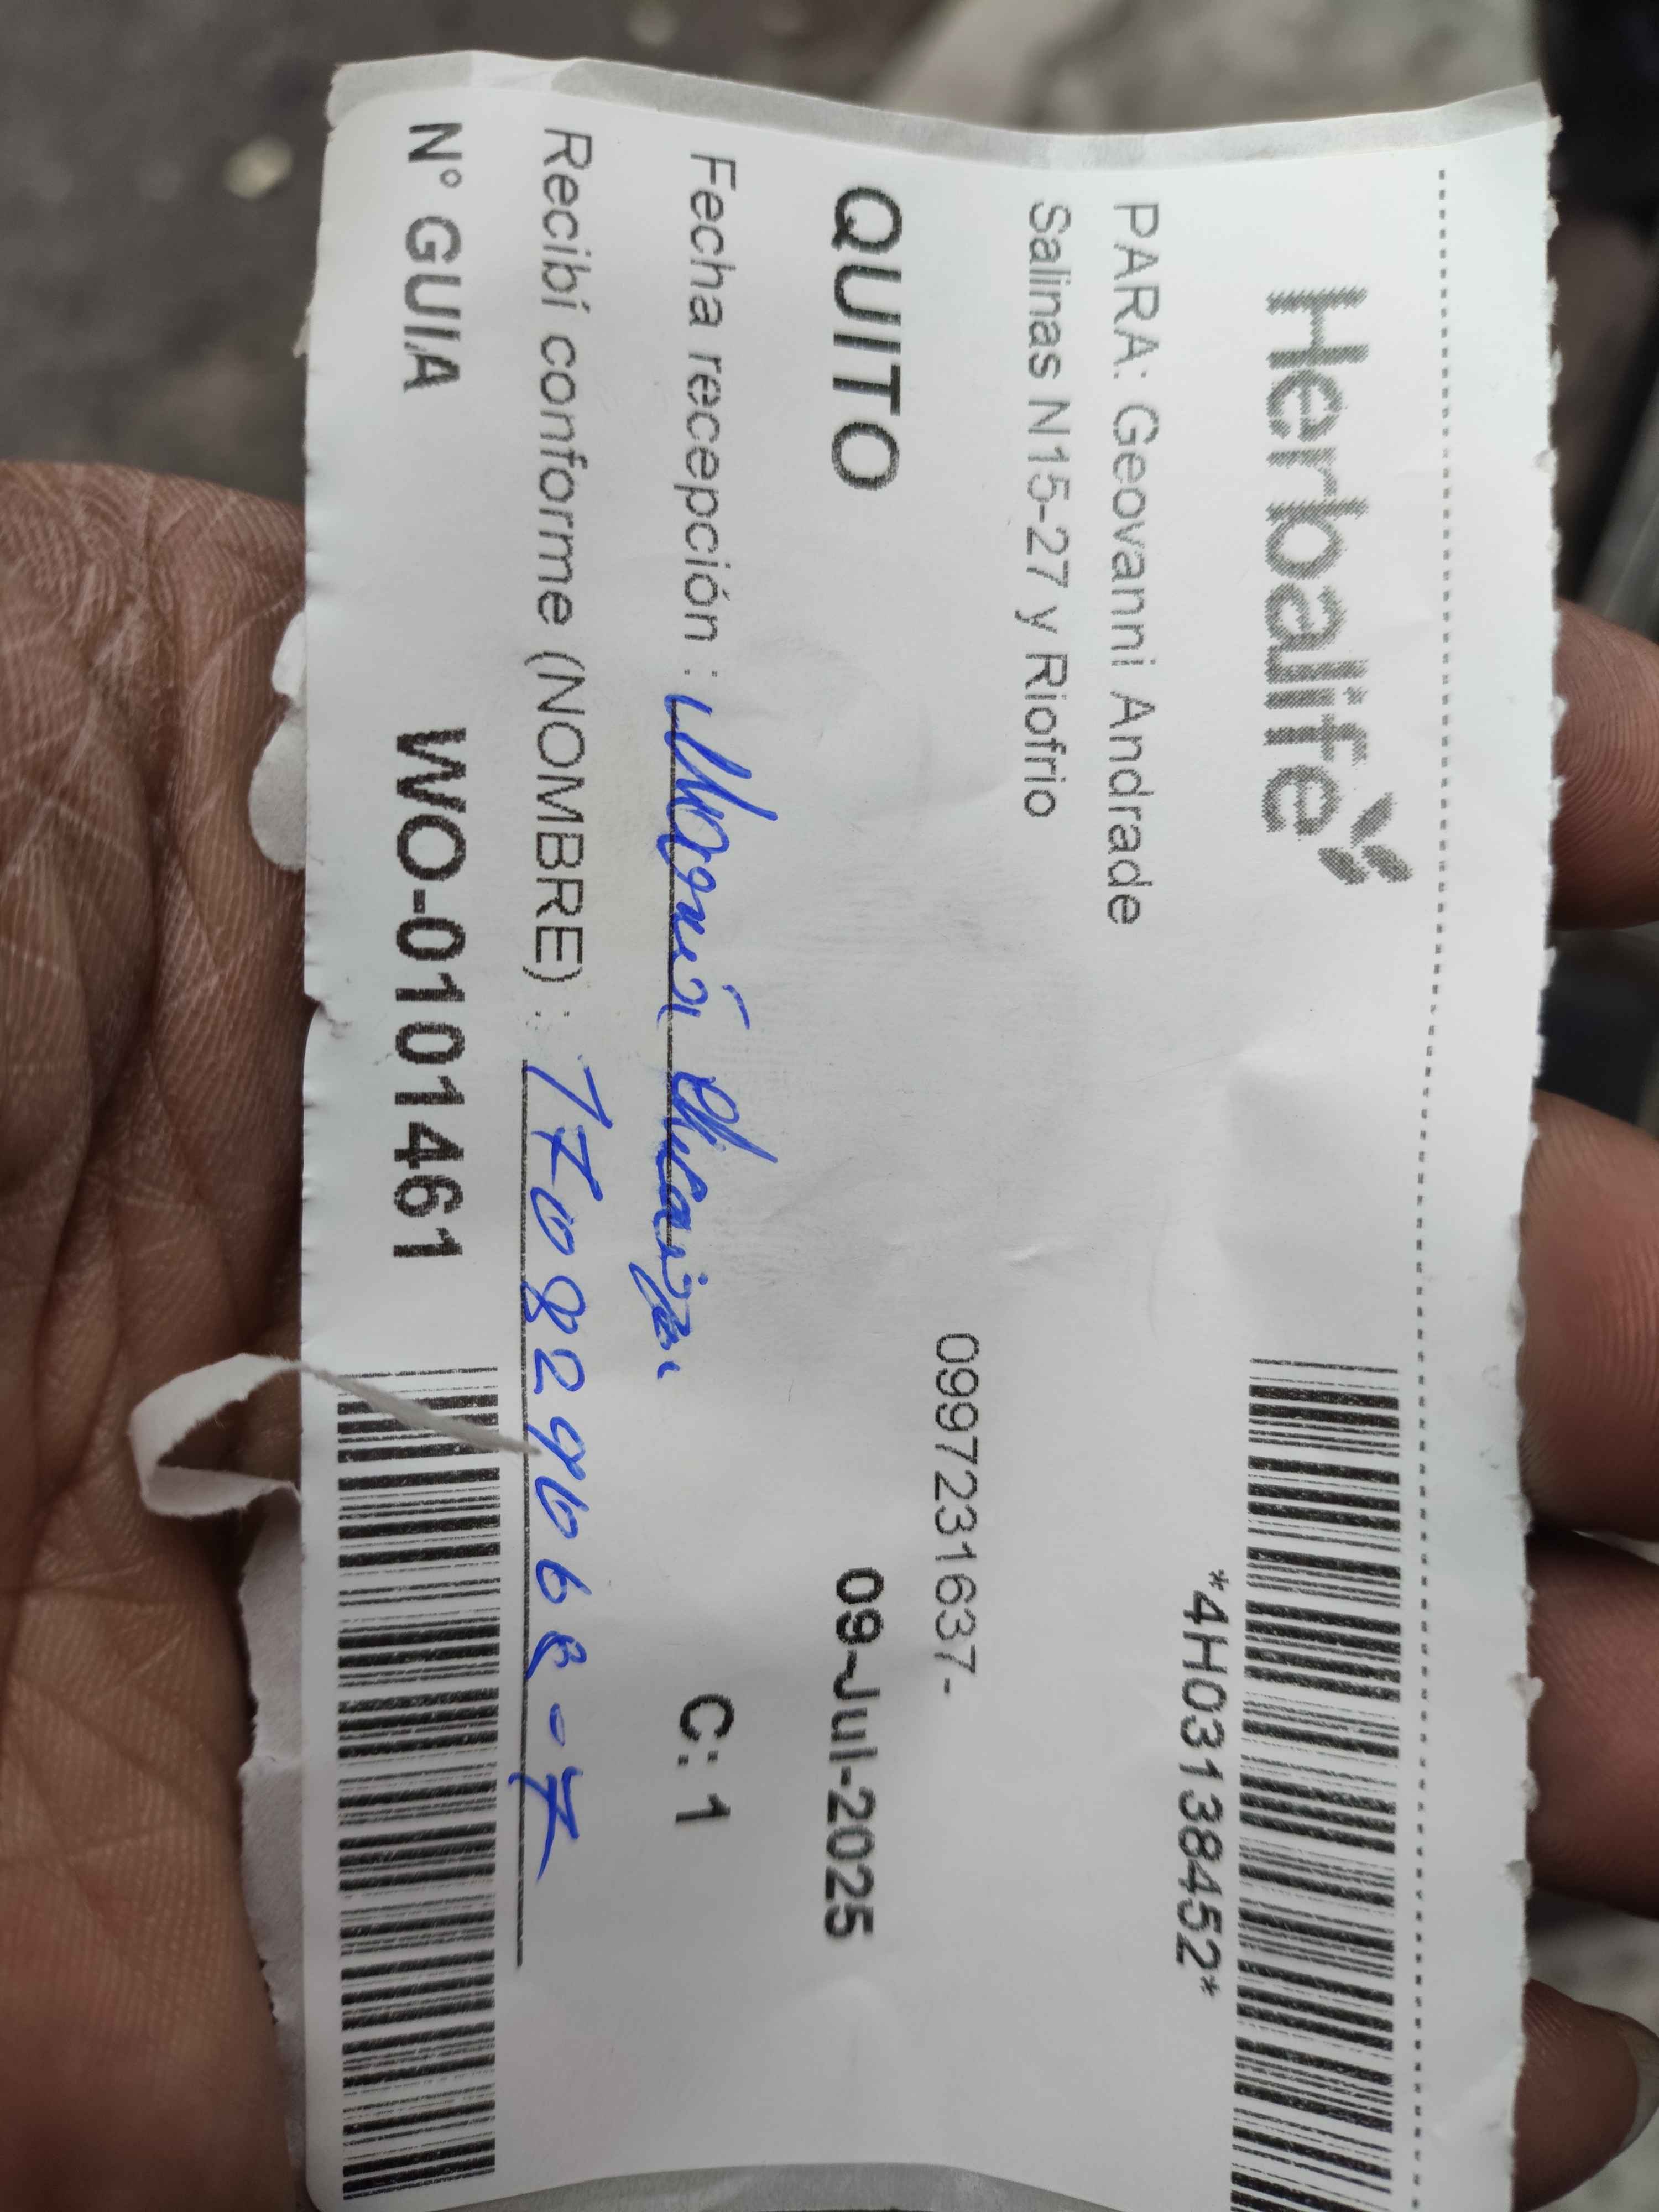 Herbalife
*4H03138452*
PARA: Geovanni Andrade
Salinas N15-27 y Riofrio
0997231637-
QUITO 09-Jul-2025
Fecha recepción : María C: 1
Recibí conforme (NOMBRE) :
N° GUIA WO-0101461